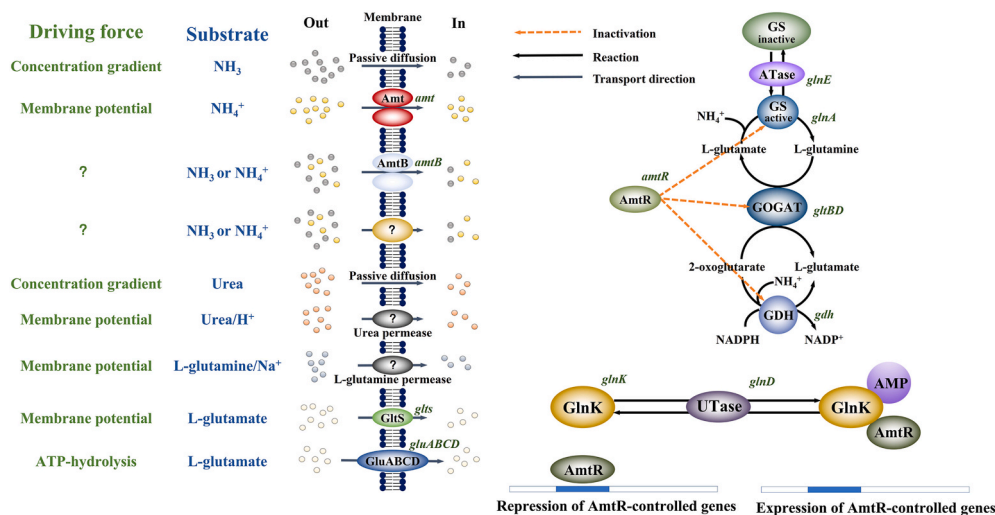 Driving force
Substrate
Out
Membrane
In
Concentration gradient
NH₃
Passive diffusion
Membrane potential
NH₄⁺
Amt
amt
?
NH₃ or NH₄⁺
AmtB
amtB
?
NH₃ or NH₄⁺
?
Concentration gradient
Urea
Passive diffusion
Membrane potential
Urea/H⁺
?
Urea permease
Membrane potential
L-glutamine/Na⁺
?
L-glutamine permease
Membrane potential
L-glutamate
GltS
glts
ATP-hydrolysis
L-glutamate
GluABCD
gluABCD
Inactivation
Reaction
Transport direction
GS
inactive
ATase
glnE
GS
active
glnA
NH₄⁺
L-glutamate
L-glutamine
amtR
AmtR
GOGAT
gltBD
2-oxoglutarate
L-glutamate
NH₄⁺
GDH
gdh
NADPH
NADP⁺
glnK
GlnK
glnD
UTase
GlnK
AMP
AmtR
AmtR
Repression of AmtR-controlled genes
Expression of AmtR-controlled genes